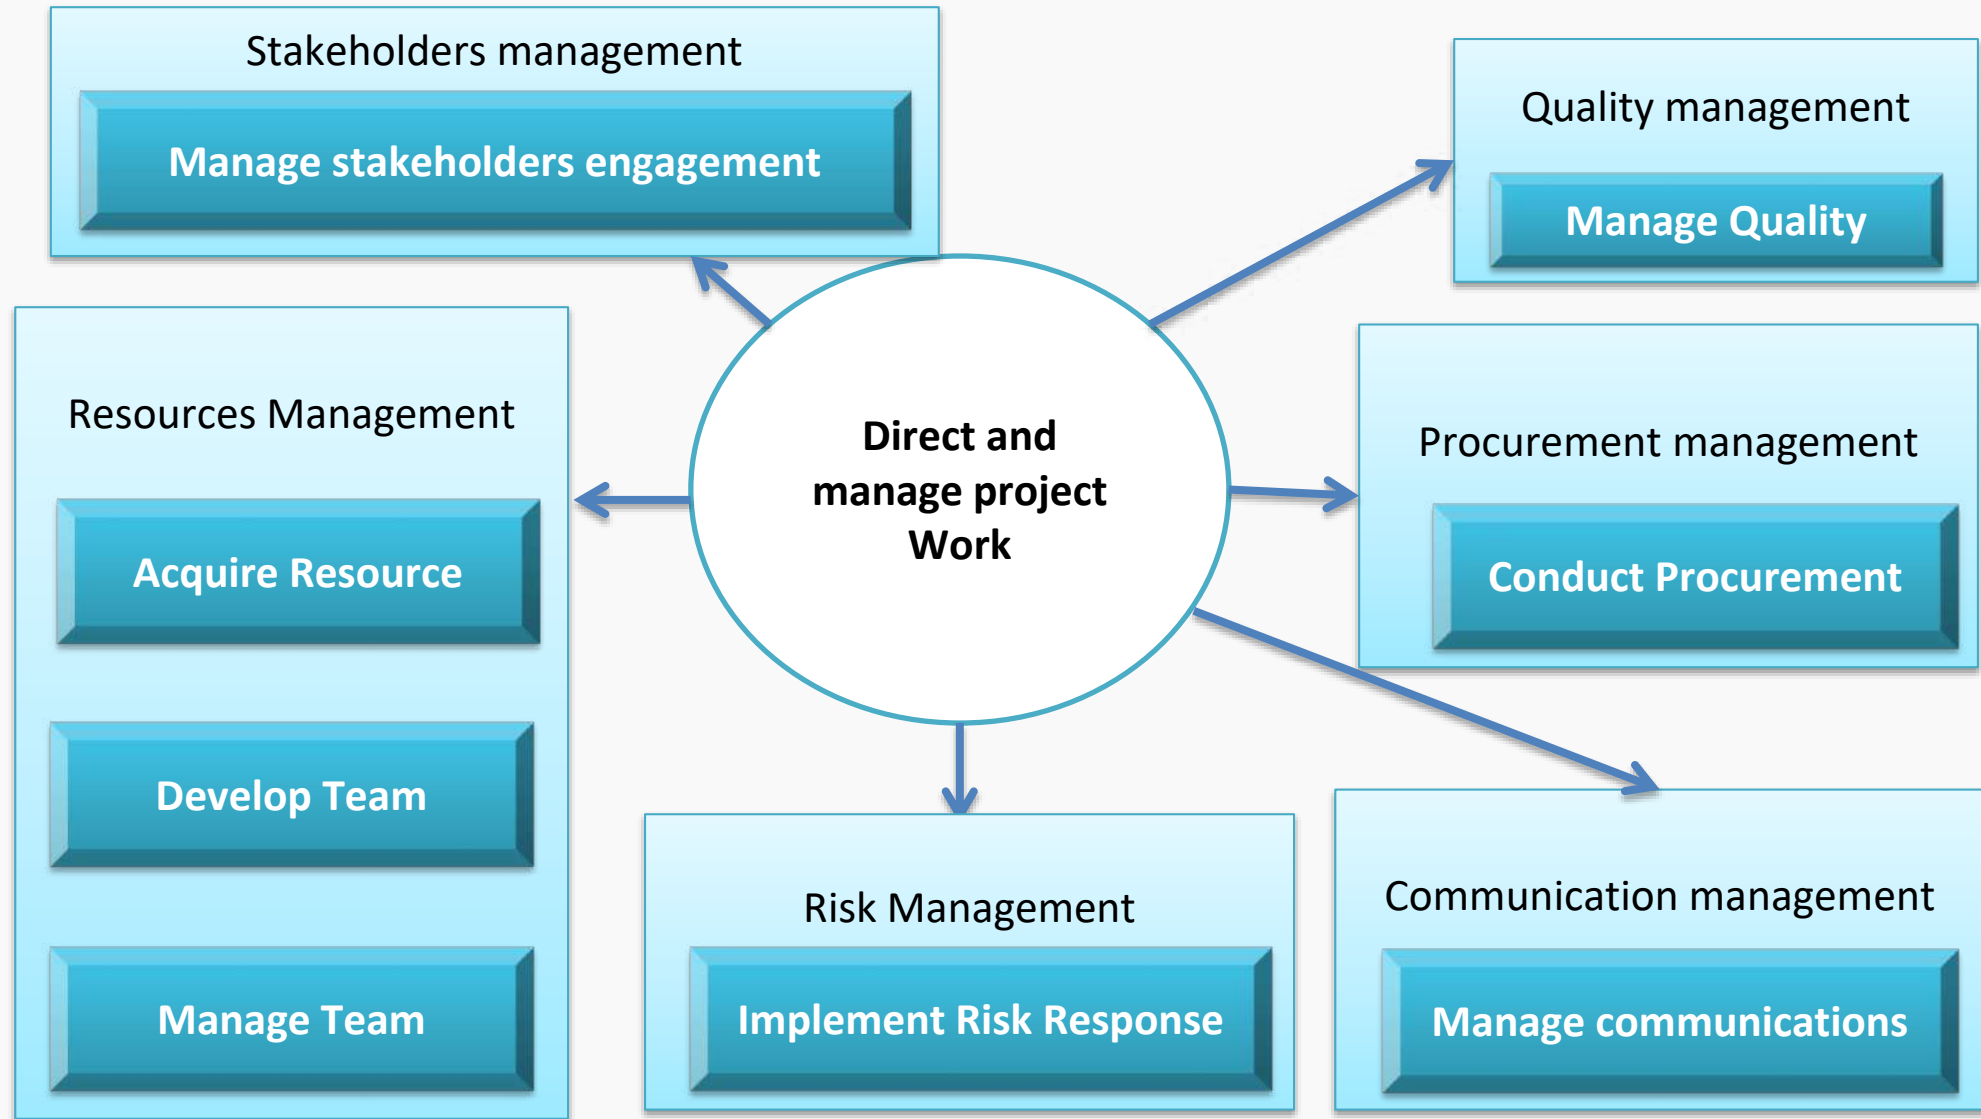 Stakeholders management
Manage stakeholders engagement
Quality management
Manage Quality
Resources Management
Acquire Resource
Develop Team
Manage Team
Direct and
manage project
Work
Procurement management
Conduct Procurement
Risk Management
Implement Risk Response
Communication management
Manage communications